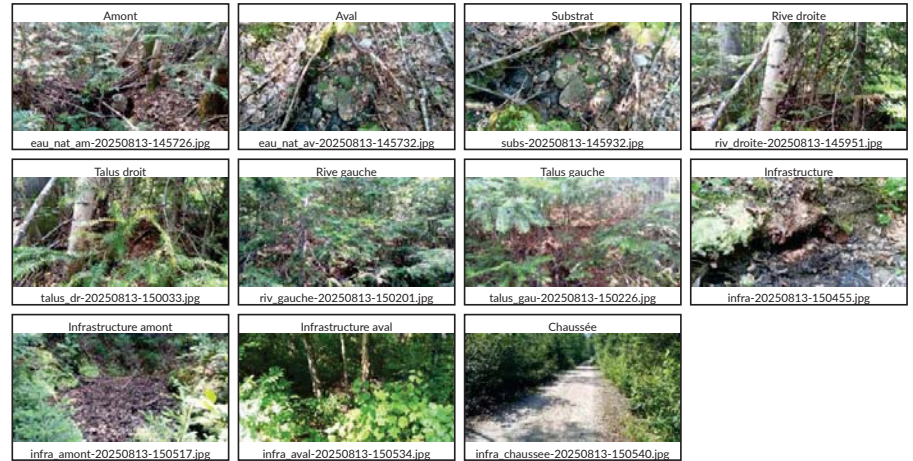 Amont
Aval
Substrat
Rive droite
eau_nat_am-20250813-145726.jpg
eau_nat_av-20250813-145732.jpg
subs-20250813-145932.jpg
riv_droite-20250813-145951.jpg
Talus droit
Rive gauche
Talus gauche
Infrastructure
talus_dr-20250813-150033.jpg
riv_gauche-20250813-150201.jpg
talus_gau-20250813-150226.jpg
infra-20250813-150455.jpg
Infrastructure amont
Infrastructure aval
Chaussée
infra_amont-20250813-150517.jpg
infra_aval-20250813-150534.jpg
infra_chaussee-20250813-150540.jpg